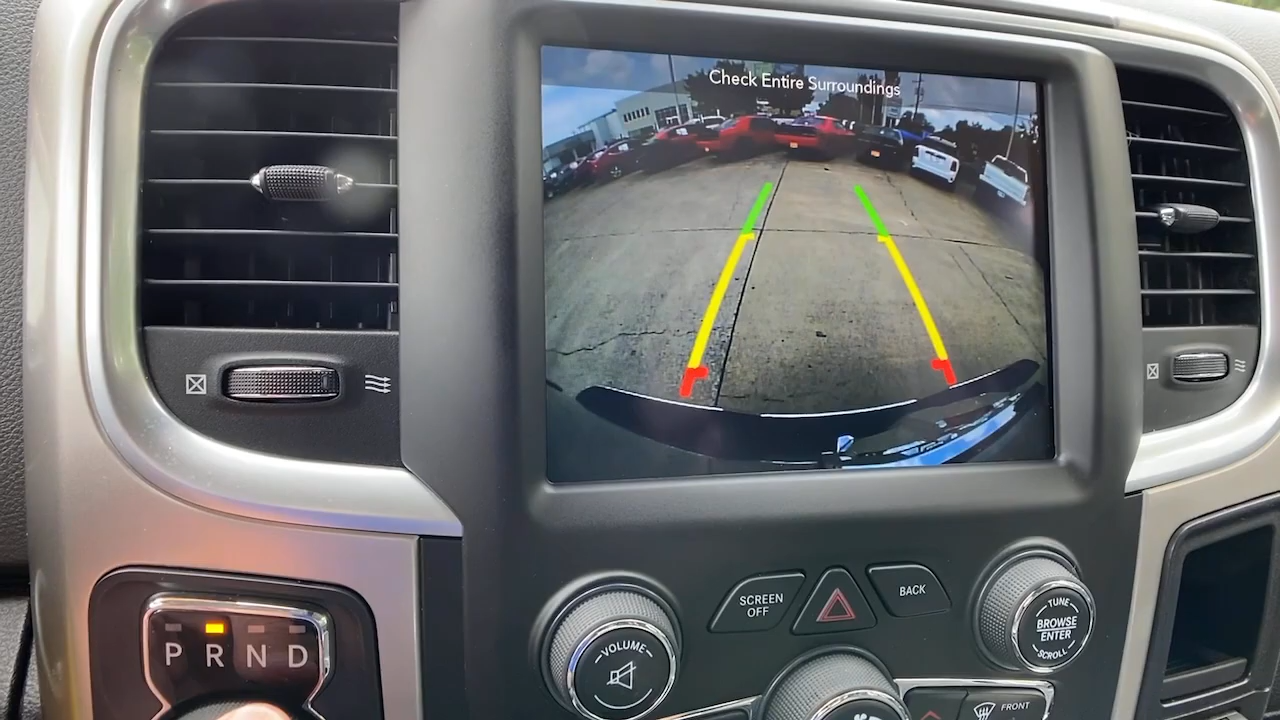 Check Entire Surroundings
SCREEN
OFF
BACK
VOLUME
TUNE
BROWSE
ENTER
SCROLL
P R N D
FRONT